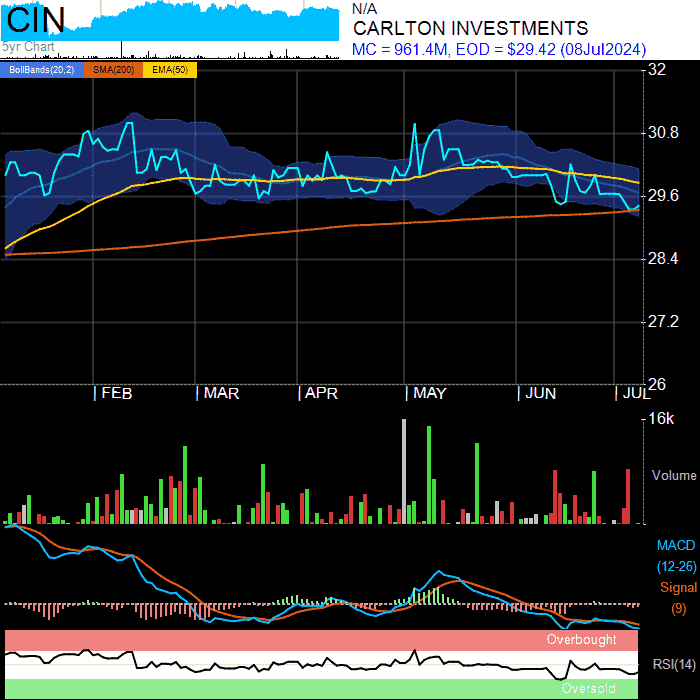 CIN
5yr Chart
N/A
CARLTON INVESTMENTS
MC = 961.4M, EOD = $29.42 (08Jul2024)
BollBands(20,2) SMA(200) EMA(50)
32
30.8
29.6
28.4
27.2
26
FEB MAR APR MAY JUN JUL
16k
Volume
MACD
(12-26)
Signal
(9)
Overbought
RSI(14)
Oversold